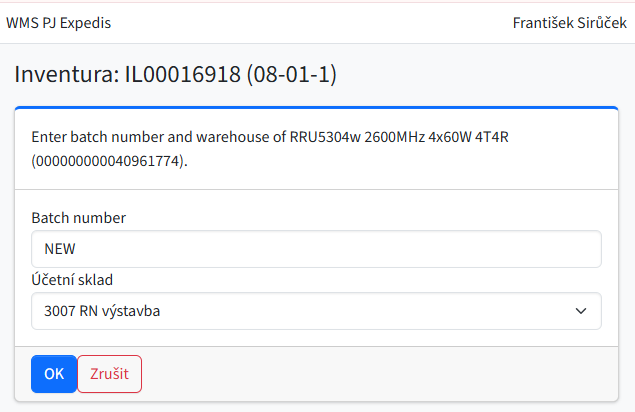 WMS PJ Expedis
František Sirůček
Inventura: IL00016918 (08-01-1)
Enter batch number and warehouse of RRU5304w 2600MHz 4x60W 4T4R
(000000000040961774).
Batch number
NEW
Účetní sklad
3007 RN výstavba
OK
Zrušit